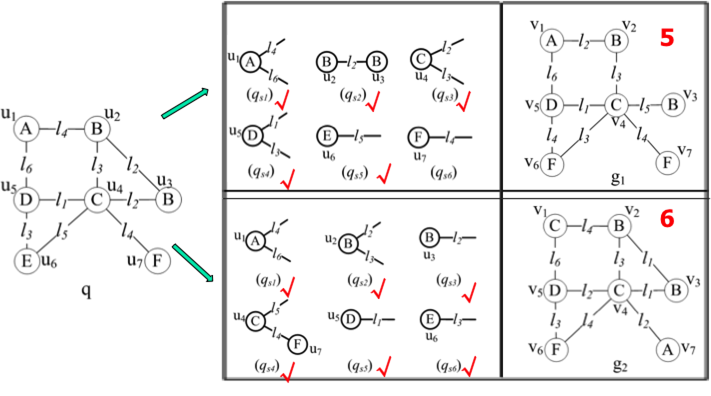 u1 A l4 B u2
l6 l3 l2
u5 D l1 C u4 l2 B u3
l3 l5 l4
E u6 u7 F
q
u1 A l4 l6
(qs1)
B l2 B
u2 u3
(qs2)
C l2 l3
u4
(qs3)
u5 D l1 l3
(qs4)
E l5
u6
(qs5)
F l4
u7
(qs6)
v1 v2
A l2 B
5
l6 l3
v5 D l1 C l5 B v3
v4
l4 l3 l4
v6 F F v7
g1
u1 A l4 l6
(qs1)
u2 B l2 l3
(qs2)
B l2
u3
(qs3)
u4 C l5
l4 F u7
(qs4)
u5 D l1
(qs5)
E l3
u6
(qs6)
v1 v2
C l4 B
6
l6 l3 l1
v5 D l2 C l1 B v3
v4
l3 l4 l2
v6 F A v7
g2